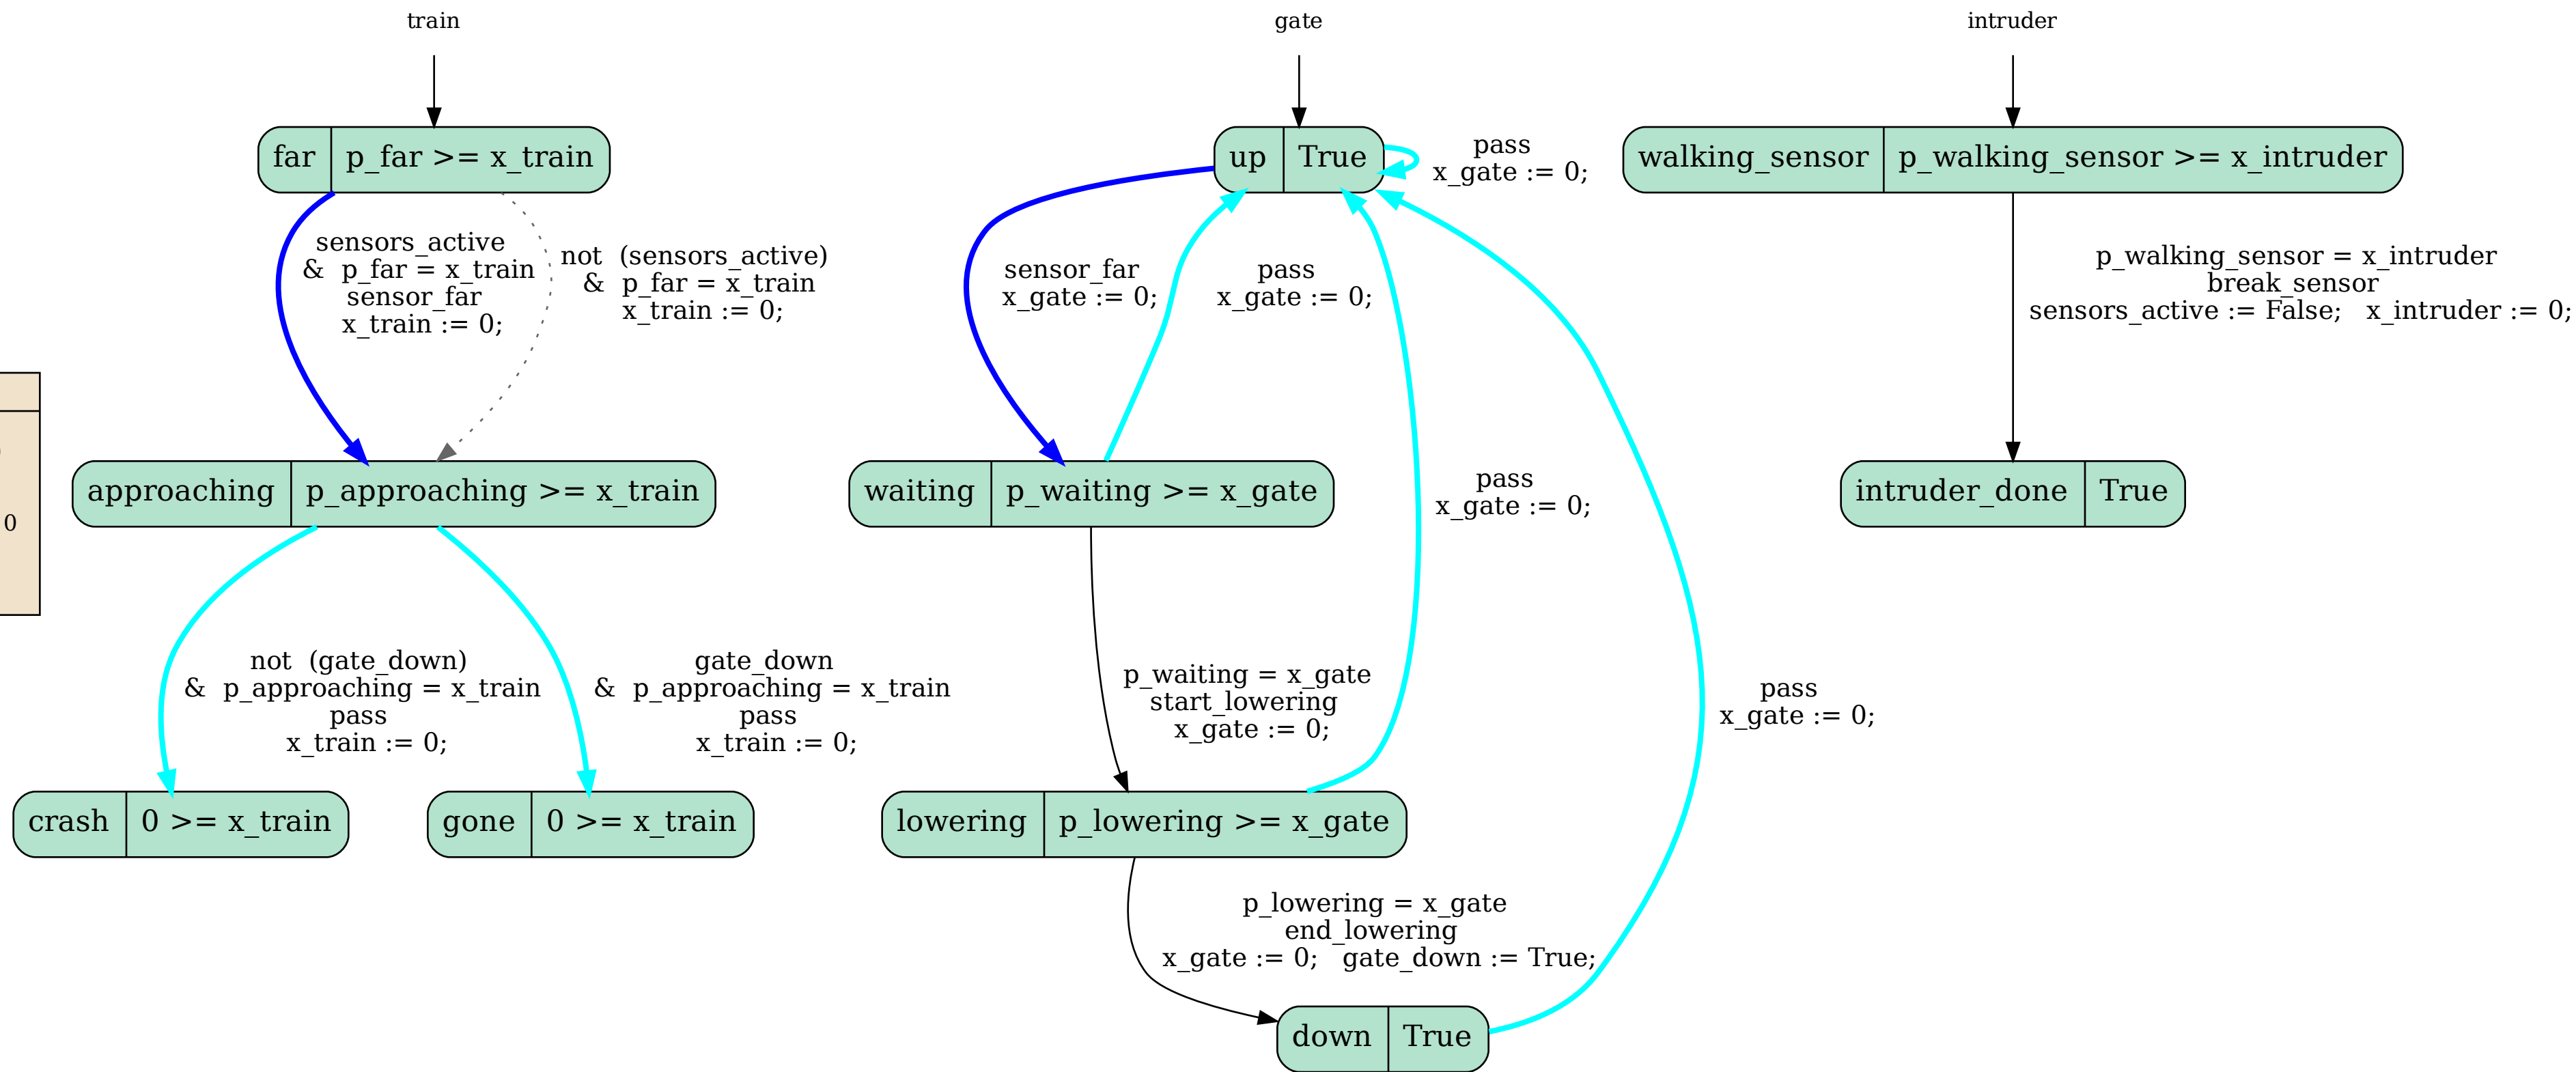 train
far
p_far >= x_train
sensors_active
& p_far = x_train
sensor_far
x_train := 0;
not (sensors_active)
& p_far = x_train
x_train := 0;
approaching
p_approaching >= x_train
not (gate_down)
& p_approaching = x_train
pass
x_train := 0;
gate_down
& p_approaching = x_train
pass
x_train := 0;
crash
0 >= x_train
gone
0 >= x_train
0
gate
up
True
pass
x_gate := 0;
sensor_far
x_gate := 0;
pass
x_gate := 0;
waiting
p_waiting >= x_gate
pass
x_gate := 0;
p_waiting = x_gate
start_lowering
x_gate := 0;
pass
x_gate := 0;
lowering
p_lowering >= x_gate
p_lowering = x_gate
end_lowering
x_gate := 0; gate_down := True;
down
True
intruder
walking_sensor
p_walking_sensor >= x_intruder
p_walking_sensor = x_intruder
break_sensor
sensors_active := False; x_intruder := 0;
intruder_done
True